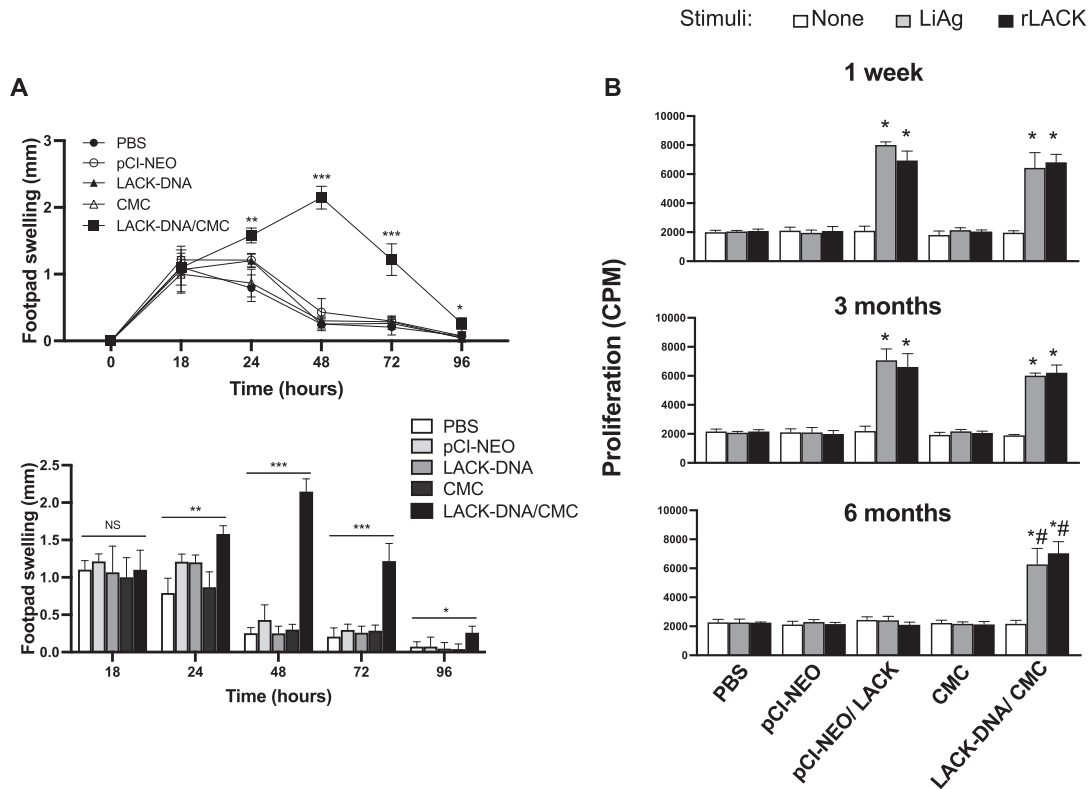 Stimuli: None LiAg rLACK
A
PBS
pCI-NEO
LACK-DNA
CMC
LACK-DNA/CMC
Footpad swelling (mm)
3
2
1
0
** *** *** *
0 18 24 48 72 96
Time (hours)
PBS
pCI-NEO
LACK-DNA
CMC
LACK-DNA/CMC
Footpad swelling (mm)
2.5
2.0
1.5
1.0
0.5
0.0
NS ** *** *** *
18 24 48 72 96
Time (hours)
B
Proliferation (CPM)
1 week
10000
8000
6000
4000
2000
0
* * * *
3 months
10000
8000
6000
4000
2000
0
* * * *
6 months
10000
8000
6000
4000
2000
0
*# *#
PBS
pCI-NEO
pCI-NEO/ LACK
CMC
LACK-DNA/ CMC